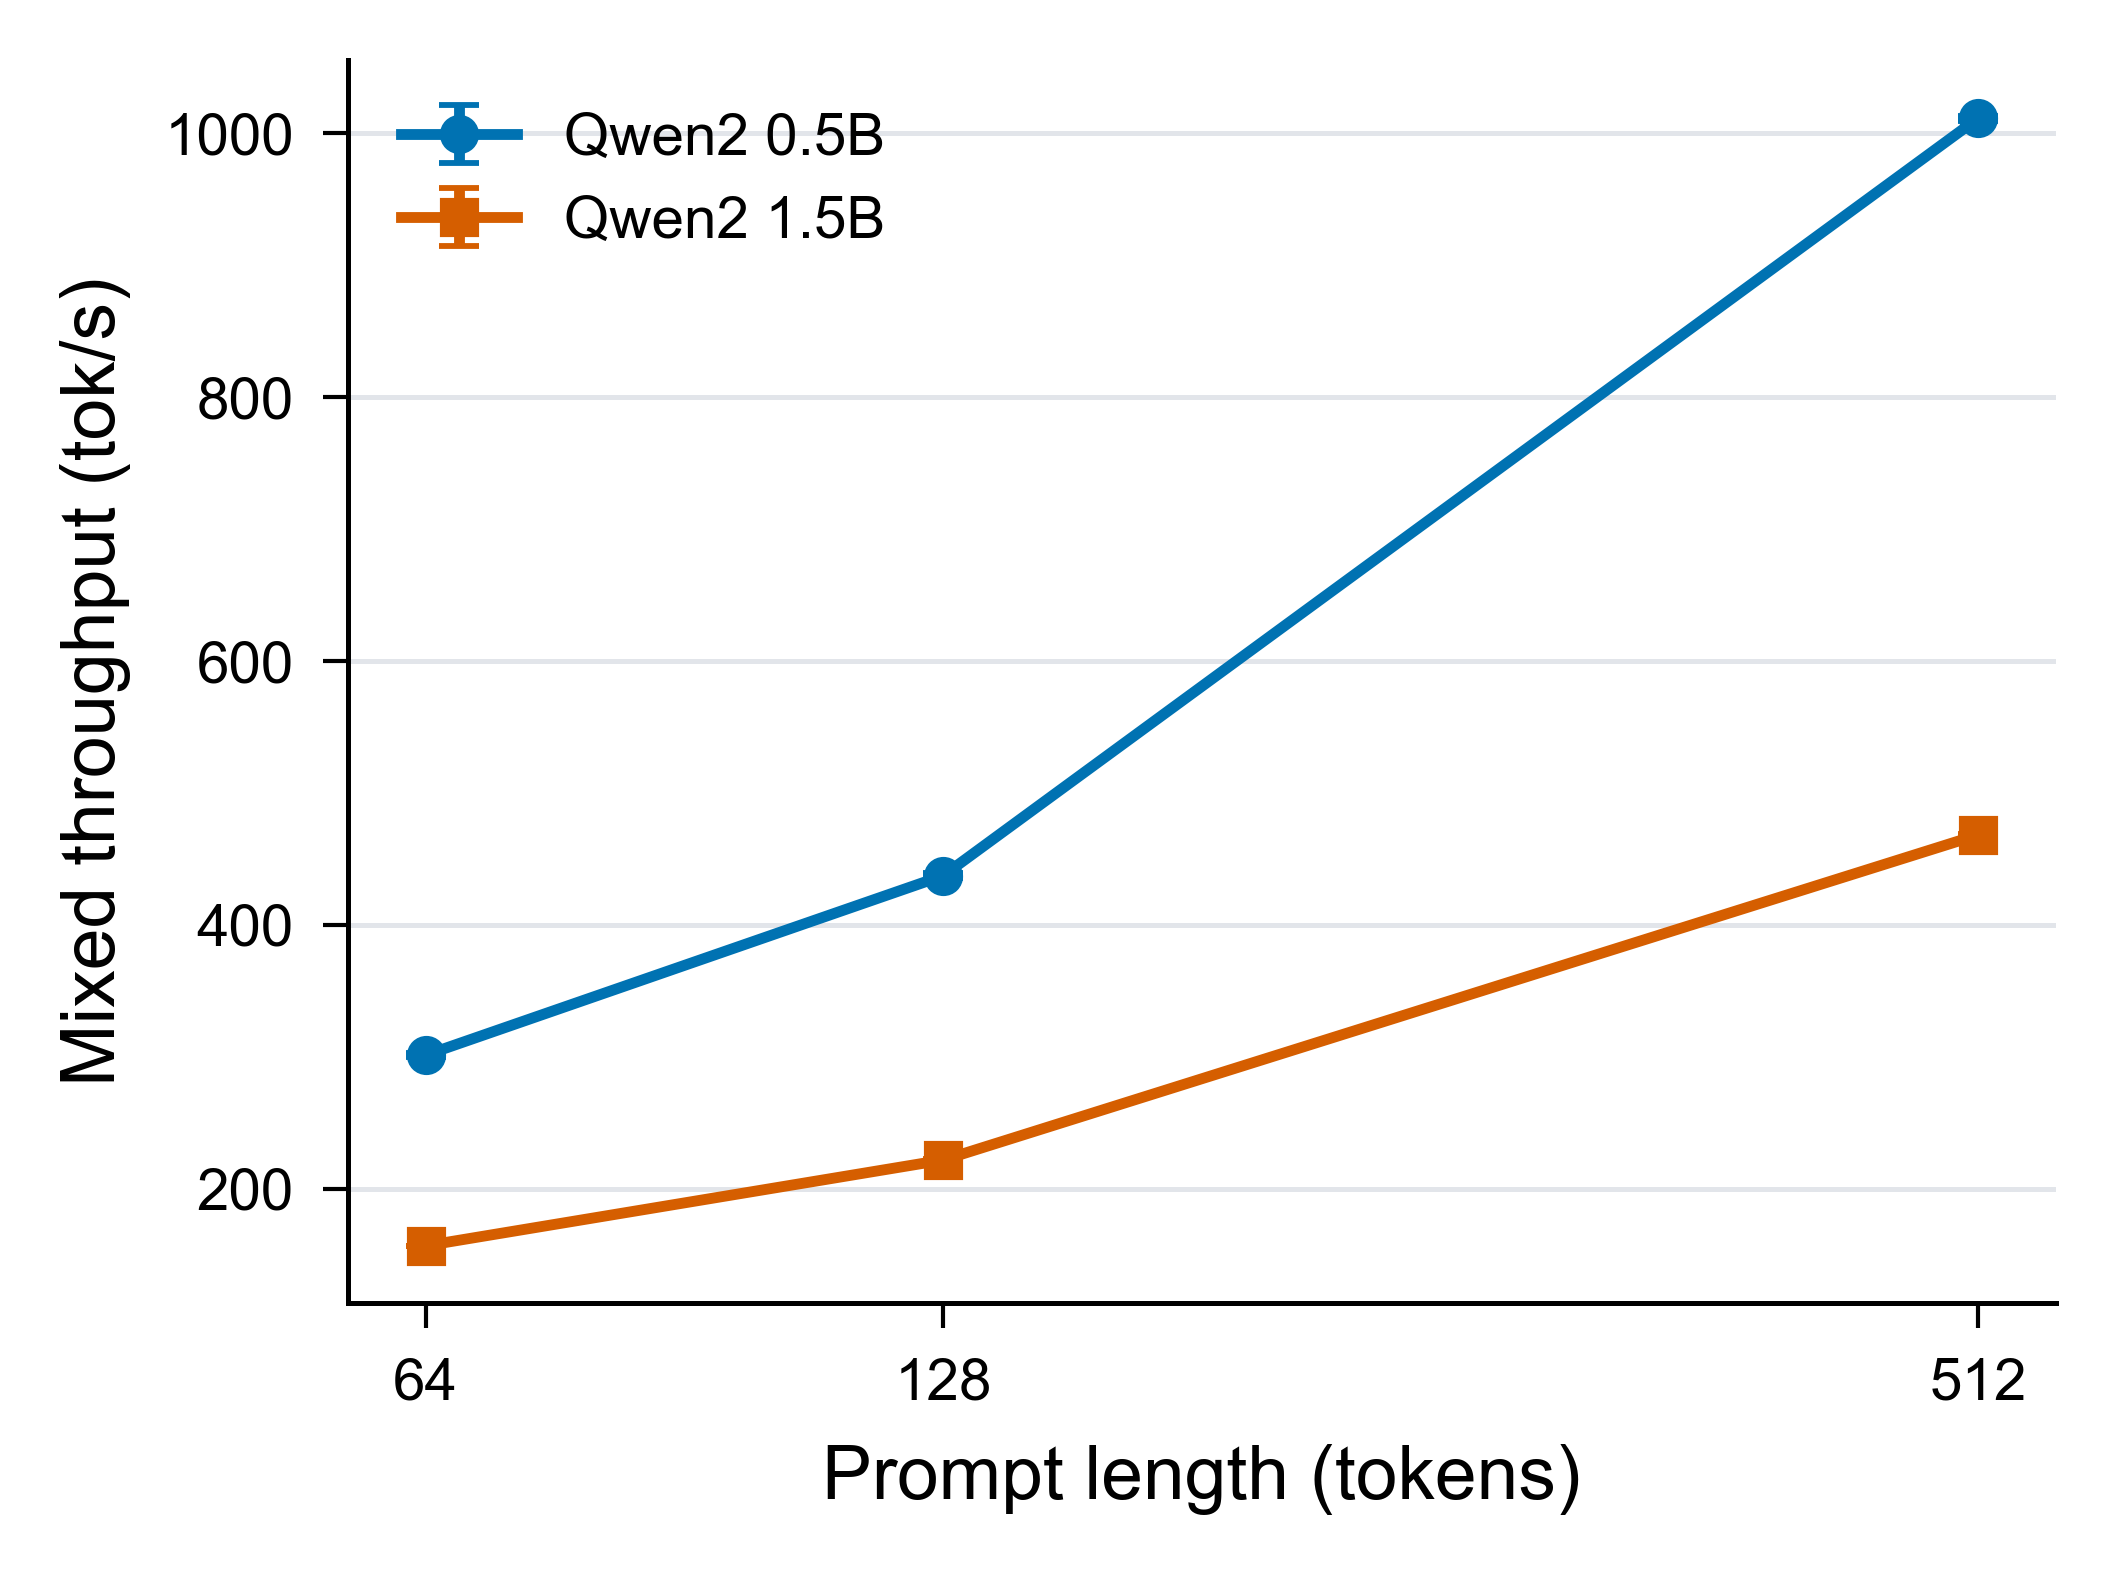 Qwen2 0.5B
Qwen2 1.5B
Mixed throughput (tok/s)
1000
800
600
400
200
64 128 512
Prompt length (tokens)